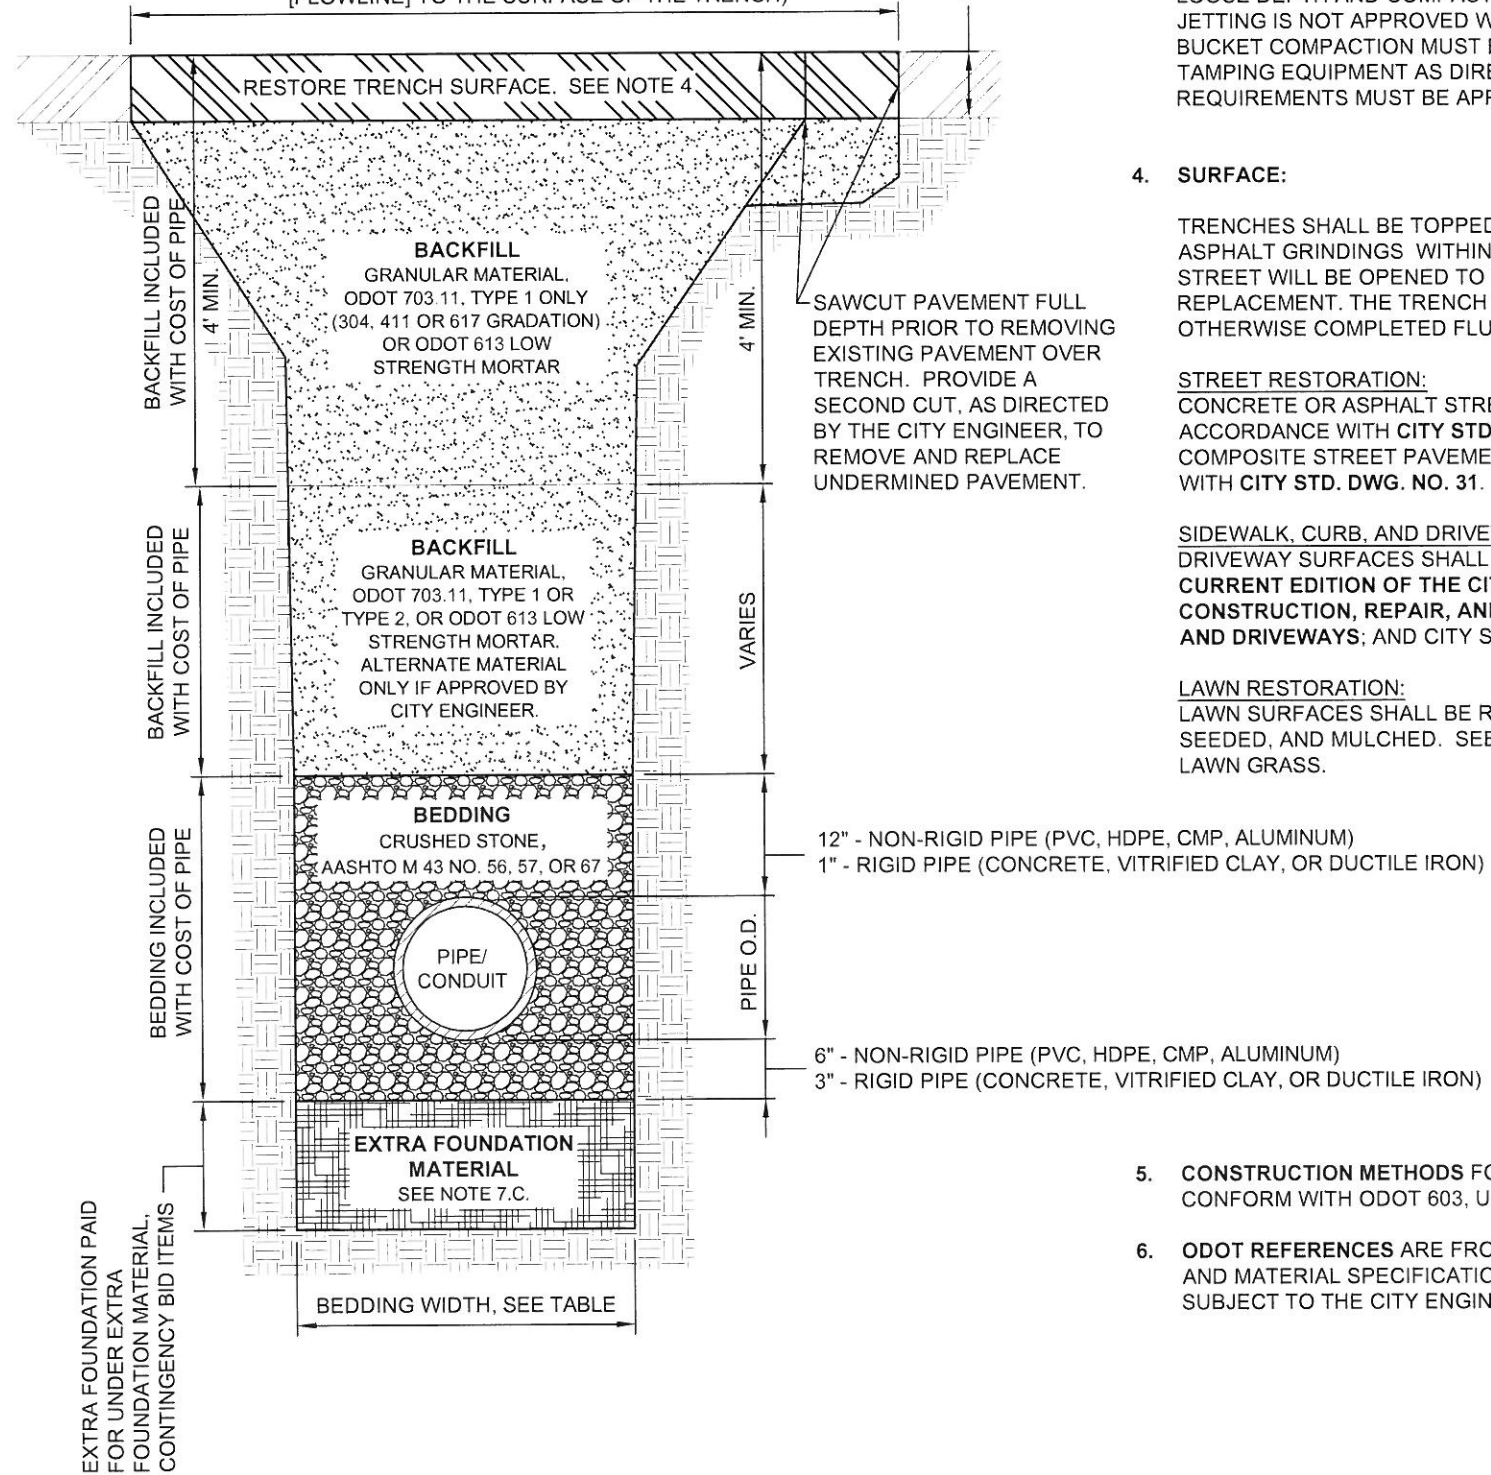 [FLOWLINE] TO THE SURFACE OF THE TRENCH)
RESTORE TRENCH SURFACE. SEE NOTE 4
BACKFILL INCLUDED
WITH COST OF PIPE
4' MIN.
BACKFILL
GRANULAR MATERIAL,
ODOT 703.11, TYPE 1 ONLY
(304, 411 OR 617 GRADATION)
OR ODOT 613 LOW
STRENGTH MORTAR
4' MIN.
SAWCUT PAVEMENT FULL
DEPTH PRIOR TO REMOVING
EXISTING PAVEMENT OVER
TRENCH. PROVIDE A
SECOND CUT, AS DIRECTED
BY THE CITY ENGINEER, TO
REMOVE AND REPLACE
UNDERMINED PAVEMENT.
BACKFILL INCLUDED
WITH COST OF PIPE
BACKFILL
GRANULAR MATERIAL,
ODOT 703.11, TYPE 1 OR
TYPE 2, OR ODOT 613 LOW
STRENGTH MORTAR.
ALTERNATE MATERIAL
ONLY IF APPROVED BY
CITY ENGINEER.
VARIES
BEDDING INCLUDED
WITH COST OF PIPE
BEDDING
CRUSHED STONE,
AASHTO M 43 NO. 56, 57, OR 67
12" - NON-RIGID PIPE (PVC, HDPE, CMP, ALUMINUM)
1" - RIGID PIPE (CONCRETE, VITRIFIED CLAY, OR DUCTILE IRON)
PIPE/
CONDUIT
PIPE O.D.
6" - NON-RIGID PIPE (PVC, HDPE, CMP, ALUMINUM)
3" - RIGID PIPE (CONCRETE, VITRIFIED CLAY, OR DUCTILE IRON)
EXTRA FOUNDATION
MATERIAL
SEE NOTE 7.C.
EXTRA FOUNDATION PAID
FOR UNDER EXTRA
FOUNDATION MATERIAL,
CONTINGENCY BID ITEMS
BEDDING WIDTH, SEE TABLE
JETTING IS NOT APPROVED W
BUCKET COMPACTION MUST
TAMPING EQUIPMENT AS DIRE
REQUIREMENTS MUST BE APP
4. SURFACE:
TRENCHES SHALL BE TOPPED
ASPHALT GRINDINGS WITHIN
STREET WILL BE OPENED TO
REPLACEMENT. THE TRENCH
OTHERWISE COMPLETED FLU
STREET RESTORATION:
CONCRETE OR ASPHALT STRE
ACCORDANCE WITH CITY STD
COMPOSITE STREET PAVEME
WITH CITY STD. DWG. NO. 31.
SIDEWALK, CURB, AND DRIVE
DRIVEWAY SURFACES SHALL
CURRENT EDITION OF THE CI
CONSTRUCTION, REPAIR, AN
AND DRIVEWAYS; AND CITY S
LAWN RESTORATION:
LAWN SURFACES SHALL BE R
SEEDED, AND MULCHED. SEE
LAWN GRASS.
5. CONSTRUCTION METHODS FO
CONFORM WITH ODOT 603, U
6. ODOT REFERENCES ARE FRO
AND MATERIAL SPECIFICATIO
SUBJECT TO THE CITY ENGIN